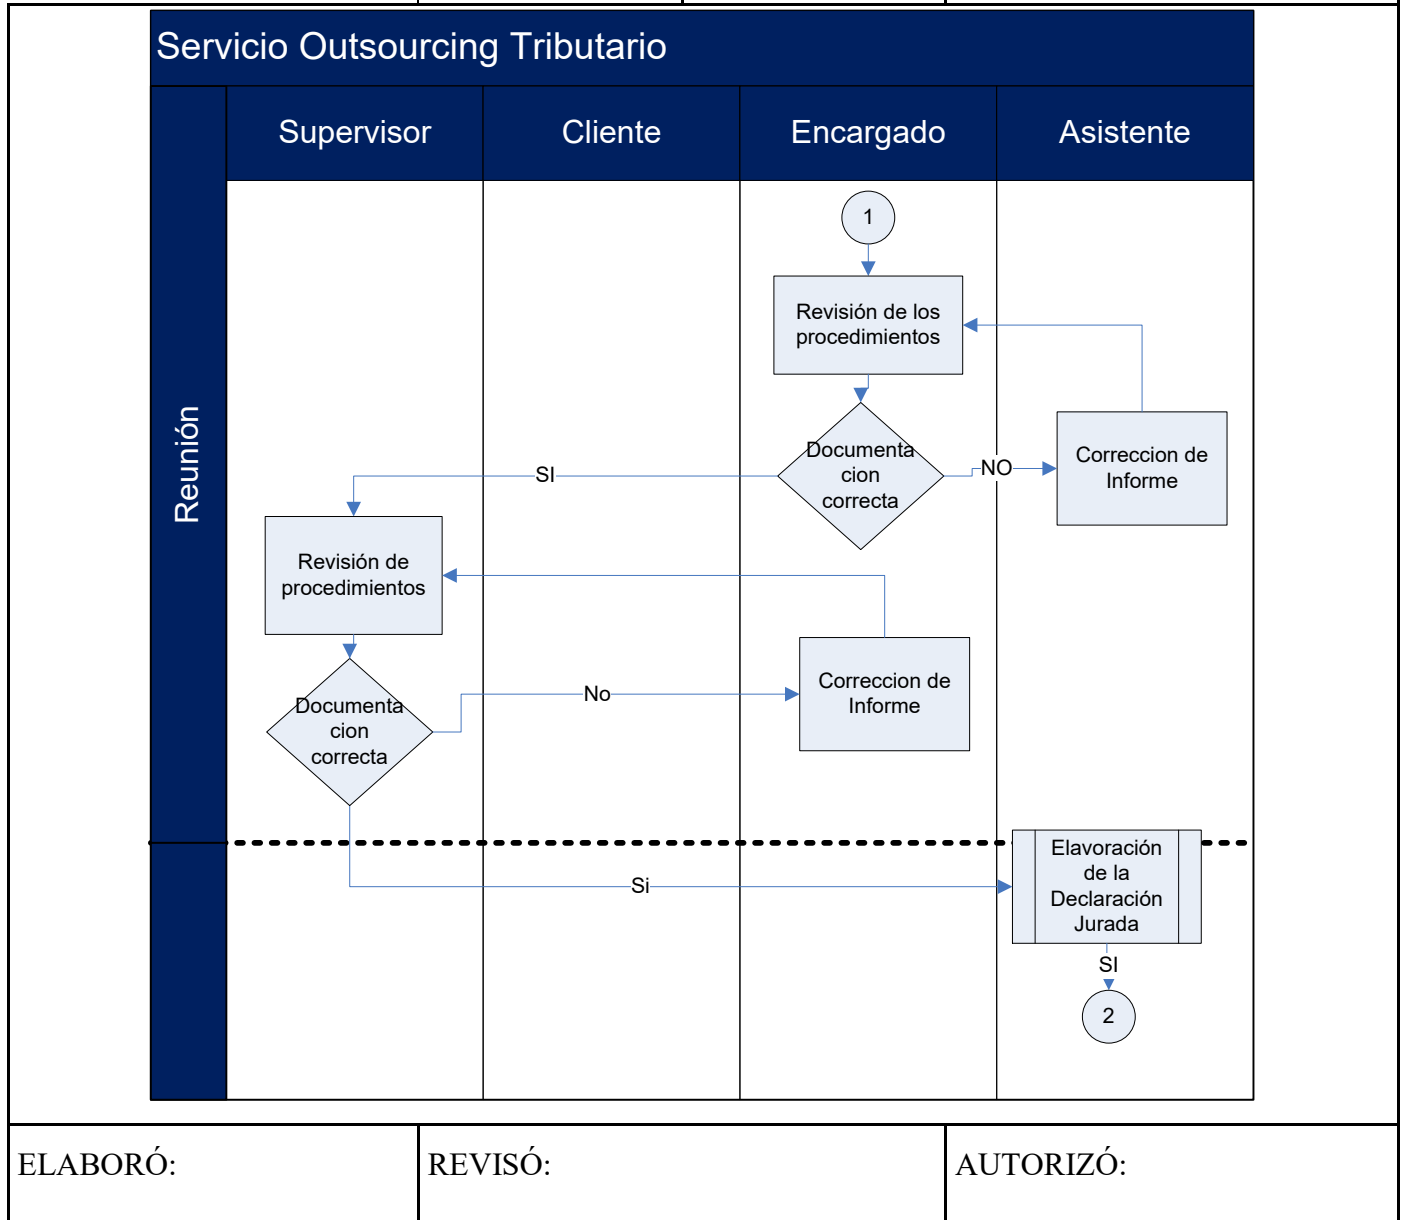 Servicio Outsourcing Tributario
Supervisor
Cliente
Encargado
Asistente
Reunión
1
Revisión de los
procedimientos
Documenta
cion
correcta
NO
Correccion de
Informe
SI
Revisión de
procedimientos
Documenta
cion
correcta
No
Correccion de
Informe
Si
Elavoración
de la
Declaración
Jurada
SI
2
ELABORÓ:
REVISÓ:
AUTORIZÓ: